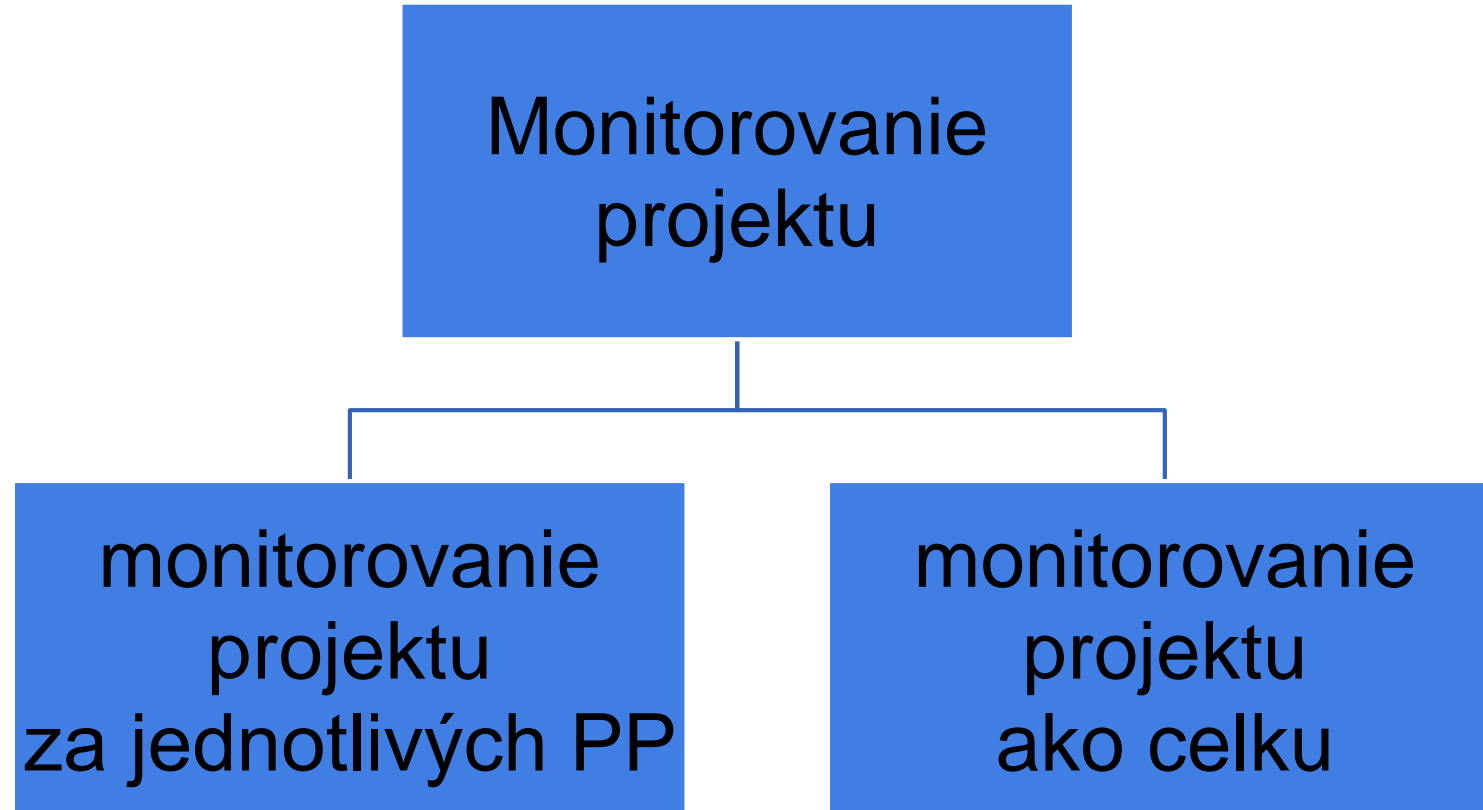 Monitorovanie
projektu
monitorovanie
projektu
za jednotlivých PP
monitorovanie
projektu
ako celku